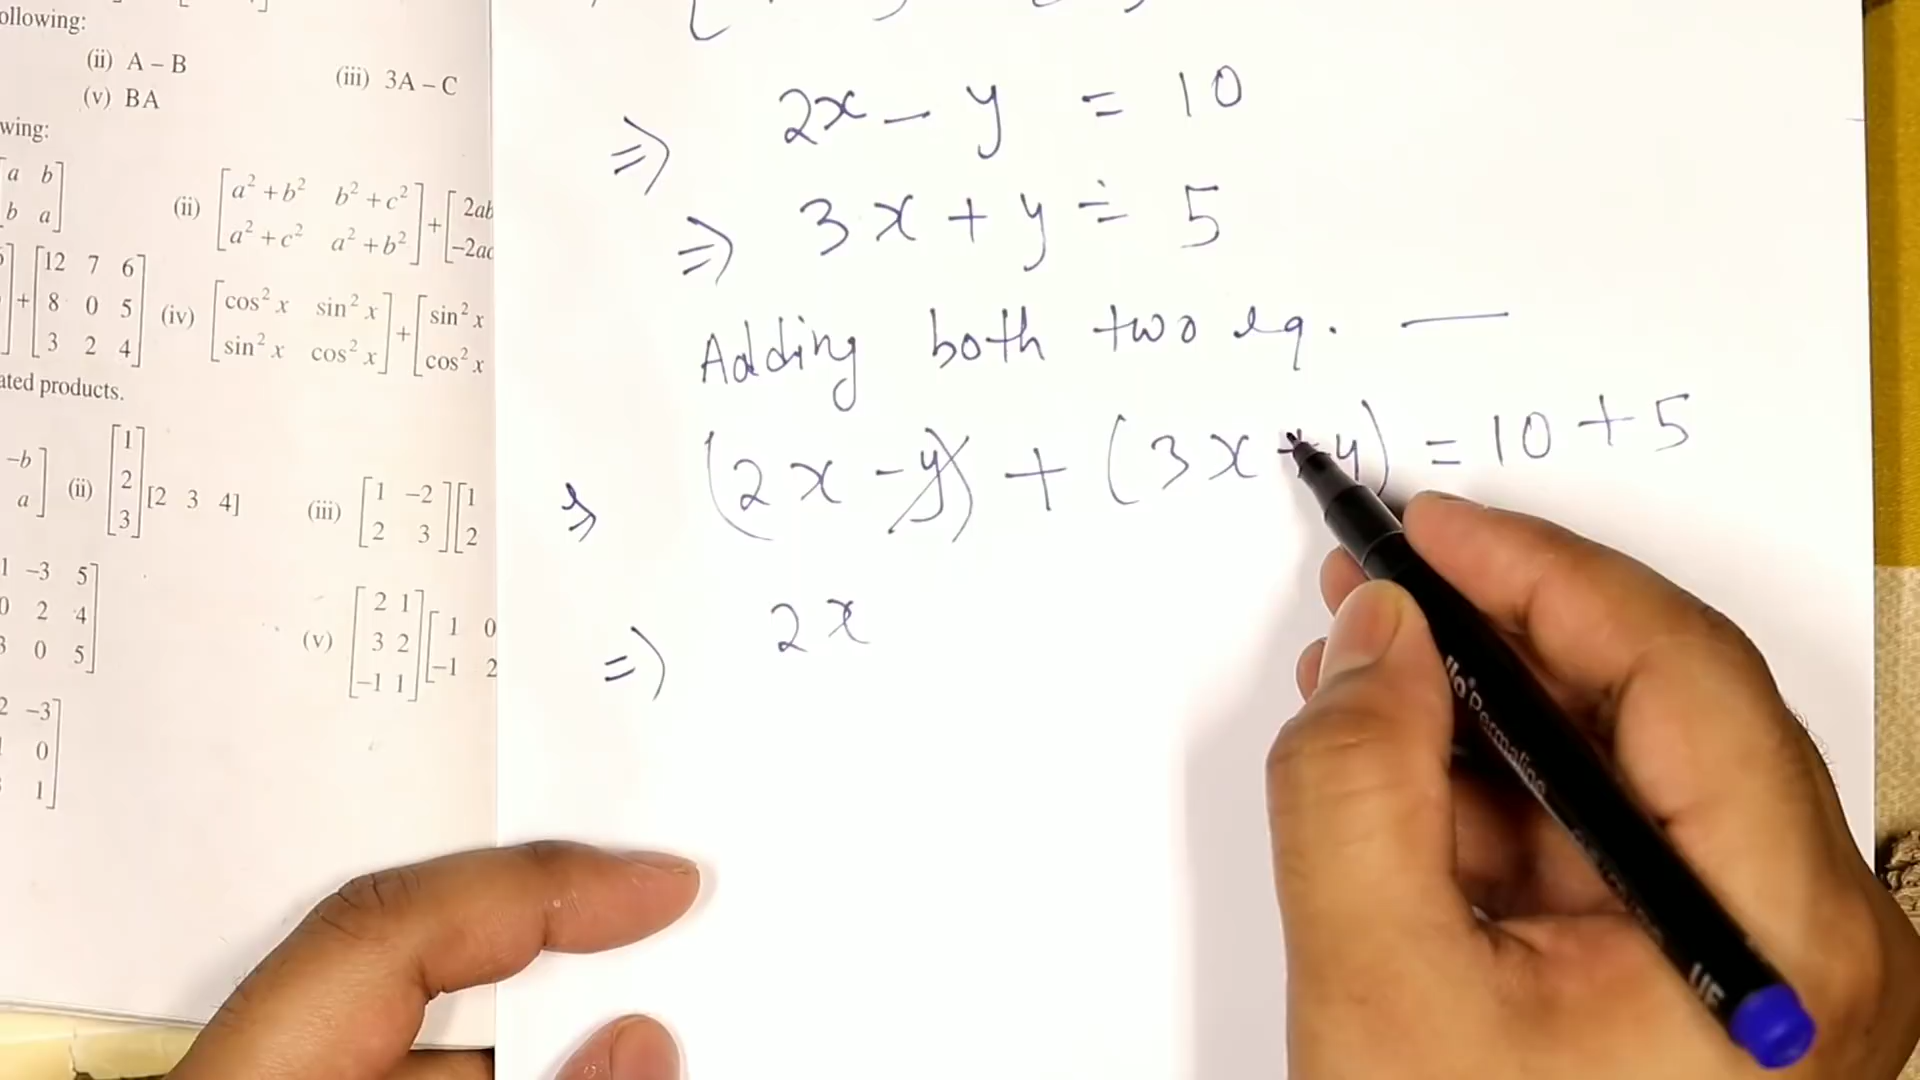 ollowing:
(ii) A – B (iii) 3A – C
(v) BA
wing:
a b
b a
(ii) [a² + b² b² + c²] + [2ab
[a² + c² a² + b²] [–2ac
+ [12 7 6]
[8 0 5]
[3 2 4]
(iv) [cos² x sin² x] + [sin² x
[sin² x cos² x] [cos² x
ated products.
–b]
a]
(ii) [1]
[2]
[3] [2 3 4]
(iii) [1 –2] [1
[2 3] [2
1 –3 5]
0 2 4
3 0 5]
(v) [2 1] [1 0
[3 2] [–1 2
[–1 1]
2 –3]
0
1]
⇒ 2x – y = 10
⇒ 3x + y = 5
Adding both two eq. —
⇒ (2x – y) + (3x + y) = 10 + 5
⇒ 2x
Permafine